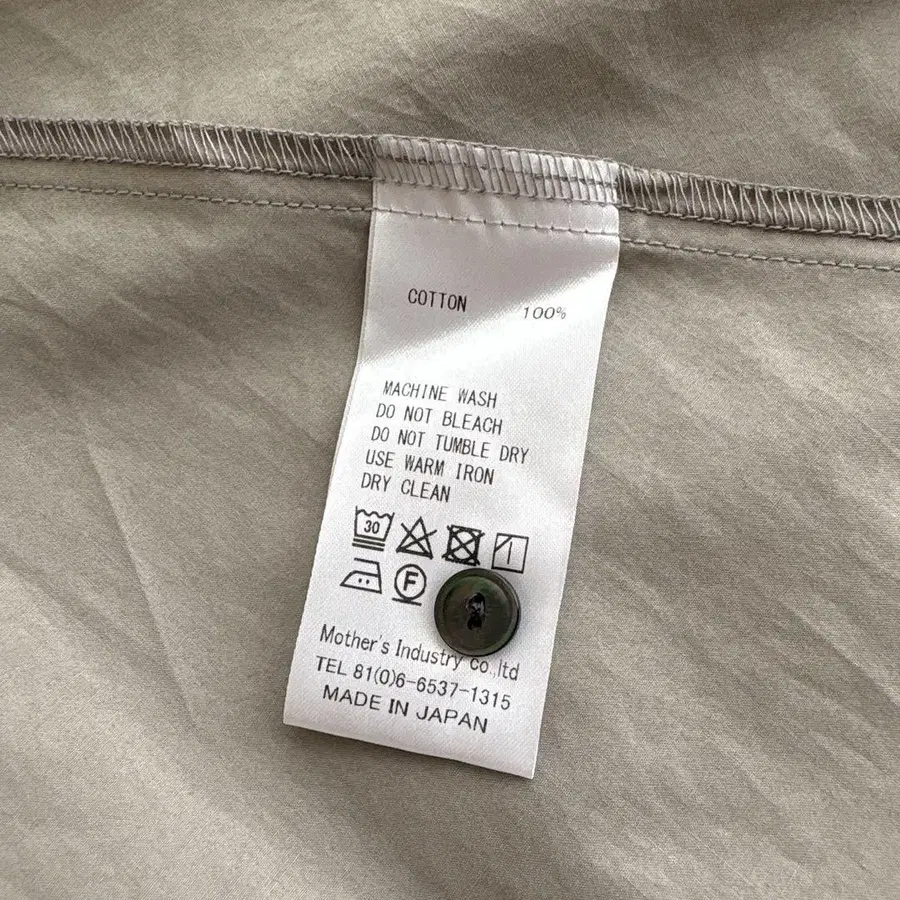 COTTON 100%
MACHINE WASH
DO NOT BLEACH
DO NOT TUMBLE DRY
USE WARM IRON
DRY CLEAN
30
F
Mother's Industry co.,ltd
TEL 81(0)6-6537-1315
MADE IN JAPAN